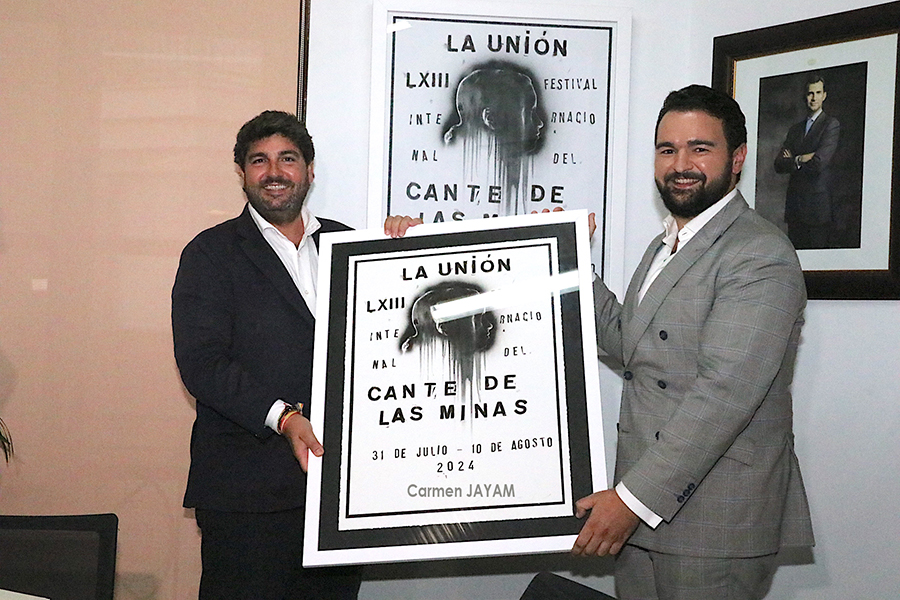 LA UNIÓN
LXIII FESTIVAL
INTE RNACIO
NAL DEL
CANTE DE
LAS MINAS
LA UNIÓN
LXIII
INTE RNACIO
NAL DEL
CANTE DE
LAS MINAS
31 DE JULIO - 10 DE AGOSTO
2024
Carmen JAYAM